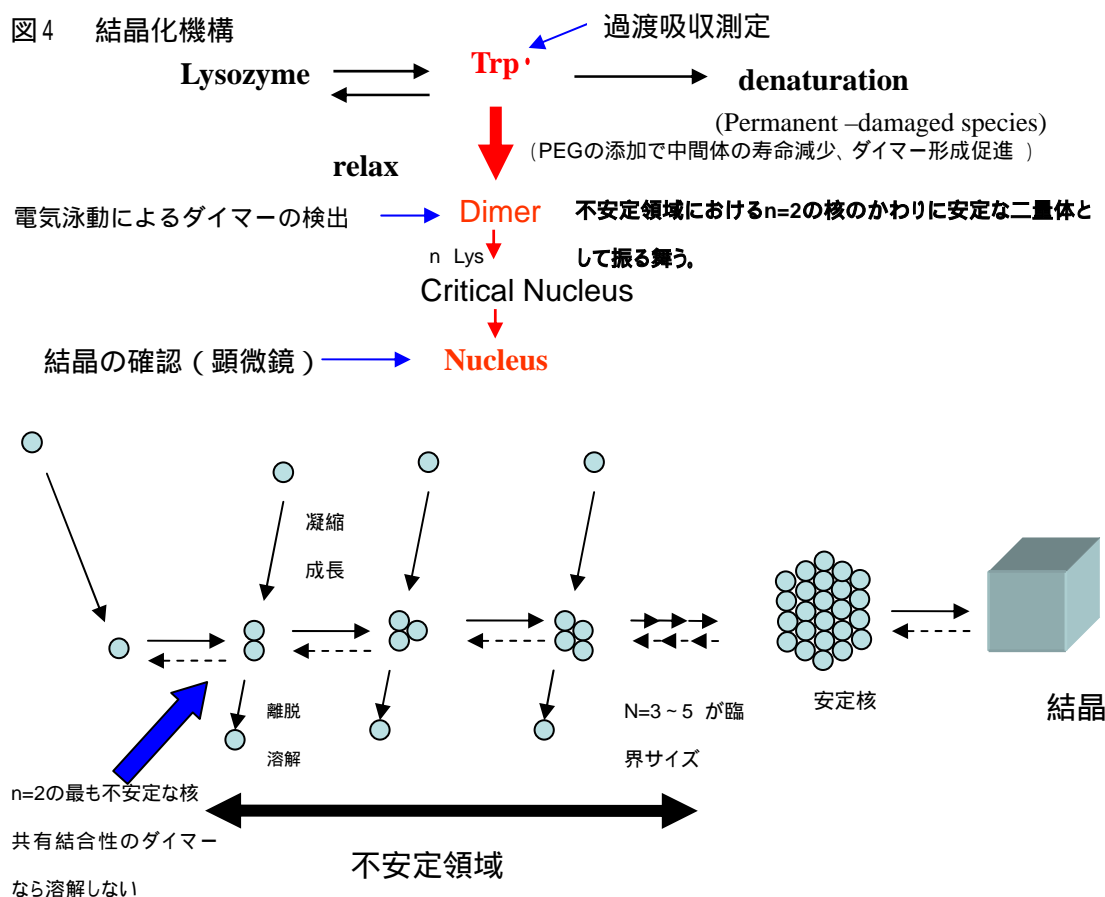 図4　結晶化機構
過渡吸収測定
Lysozyme
Trp・
denaturation
(Permanent –damaged species)
(PEGの添加で中間体の寿命減少、ダイマー形成促進 )
relax
電気泳動によるダイマーの検出
Dimer
不安定領域におけるn=2の核のかわりに安定な二量体と
して振る舞う。
n Lys
Critical Nucleus
結晶の確認（顕微鏡）
Nucleus
凝縮
成長
離脱
溶解
N=3～5 が臨
界サイズ
安定核
結晶
n=2の最も不安定な核
共有結合性のダイマー
なら溶解しない
不安定領域